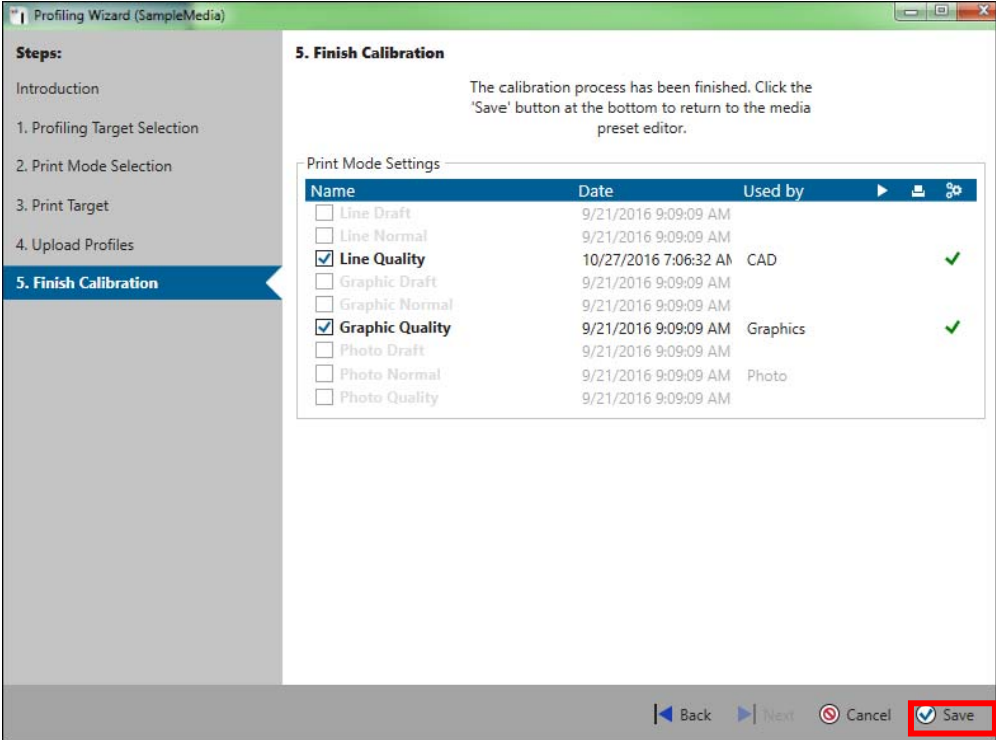 Profiling Wizard (SampleMedia)
Steps:
Introduction
1. Profiling Target Selection
2. Print Mode Selection
3. Print Target
4. Upload Profiles
5. Finish Calibration
5. Finish Calibration
The calibration process has been finished. Click the
'Save' button at the bottom to return to the media
preset editor.
Print Mode Settings
Name Date Used by
Line Draft 9/21/2016 9:09:09 AM
Line Normal 9/21/2016 9:09:09 AM
Line Quality 10/27/2016 7:06:32 AM CAD
Graphic Draft 9/21/2016 9:09:09 AM
Graphic Normal 9/21/2016 9:09:09 AM
Graphic Quality 9/21/2016 9:09:09 AM Graphics
Photo Draft 9/21/2016 9:09:09 AM
Photo Normal 9/21/2016 9:09:09 AM Photo
Photo Quality 9/21/2016 9:09:09 AM
Back Next Cancel Save